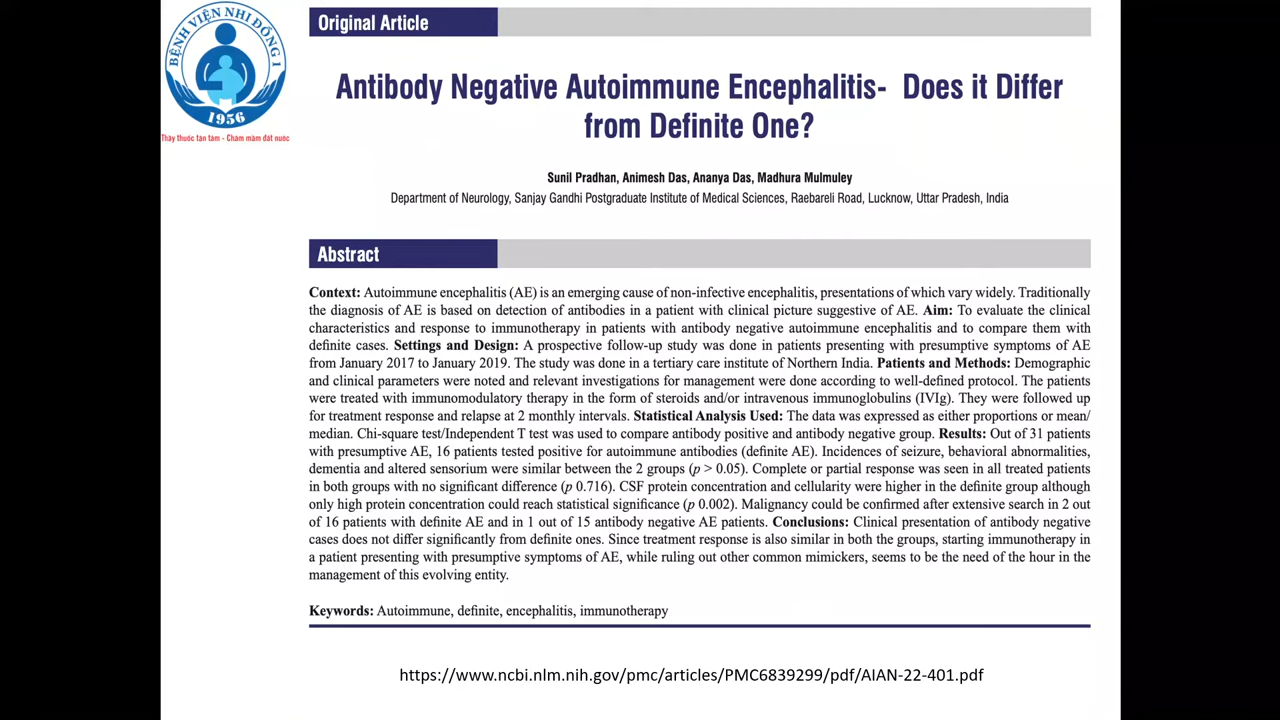 BỆNH VIỆN NHI ĐỒNG 1
1956
Thầy thuốc tận tâm - Chăm mầm đất nước
Original Article
Antibody Negative Autoimmune Encephalitis- Does it Differ
from Definite One?
Sunil Pradhan, Animesh Das, Ananya Das, Madhura Mulmuley
Department of Neurology, Sanjay Gandhi Postgraduate Institute of Medical Sciences, Raebareli Road, Lucknow, Uttar Pradesh, India
Abstract
Context: Autoimmune encephalitis (AE) is an emerging cause of non-infective encephalitis, presentations of which vary widely. Traditionally
the diagnosis of AE is based on detection of antibodies in a patient with clinical picture suggestive of AE. Aim: To evaluate the clinical
characteristics and response to immunotherapy in patients with antibody negative autoimmune encephalitis and to compare them with
definite cases. Settings and Design: A prospective follow-up study was done in patients presenting with presumptive symptoms of AE
from January 2017 to January 2019. The study was done in a tertiary care institute of Northern India. Patients and Methods: Demographic
and clinical parameters were noted and relevant investigations for management were done according to well-defined protocol. The patients
were treated with immunomodulatory therapy in the form of steroids and/or intravenous immunoglobulins (IVIg). They were followed up
for treatment response and relapse at 2 monthly intervals. Statistical Analysis Used: The data was expressed as either proportions or mean/
median. Chi-square test/Independent T test was used to compare antibody positive and antibody negative group. Results: Out of 31 patients
with presumptive AE, 16 patients tested positive for autoimmune antibodies (definite AE). Incidences of seizure, behavioral abnormalities,
dementia and altered sensorium were similar between the 2 groups (p > 0.05). Complete or partial response was seen in all treated patients
in both groups with no significant difference (p 0.716). CSF protein concentration and cellularity were higher in the definite group although
only high protein concentration could reach statistical significance (p 0.002). Malignancy could be confirmed after extensive search in 2 out
of 16 patients with definite AE and in 1 out of 15 antibody negative AE patients. Conclusions: Clinical presentation of antibody negative
cases does not differ significantly from definite ones. Since treatment response is also similar in both the groups, starting immunotherapy in
a patient presenting with presumptive symptoms of AE, while ruling out other common mimickers, seems to be the need of the hour in the
management of this evolving entity.
Keywords: Autoimmune, definite, encephalitis, immunotherapy
https://www.ncbi.nlm.nih.gov/pmc/articles/PMC6839299/pdf/AIAN-22-401.pdf